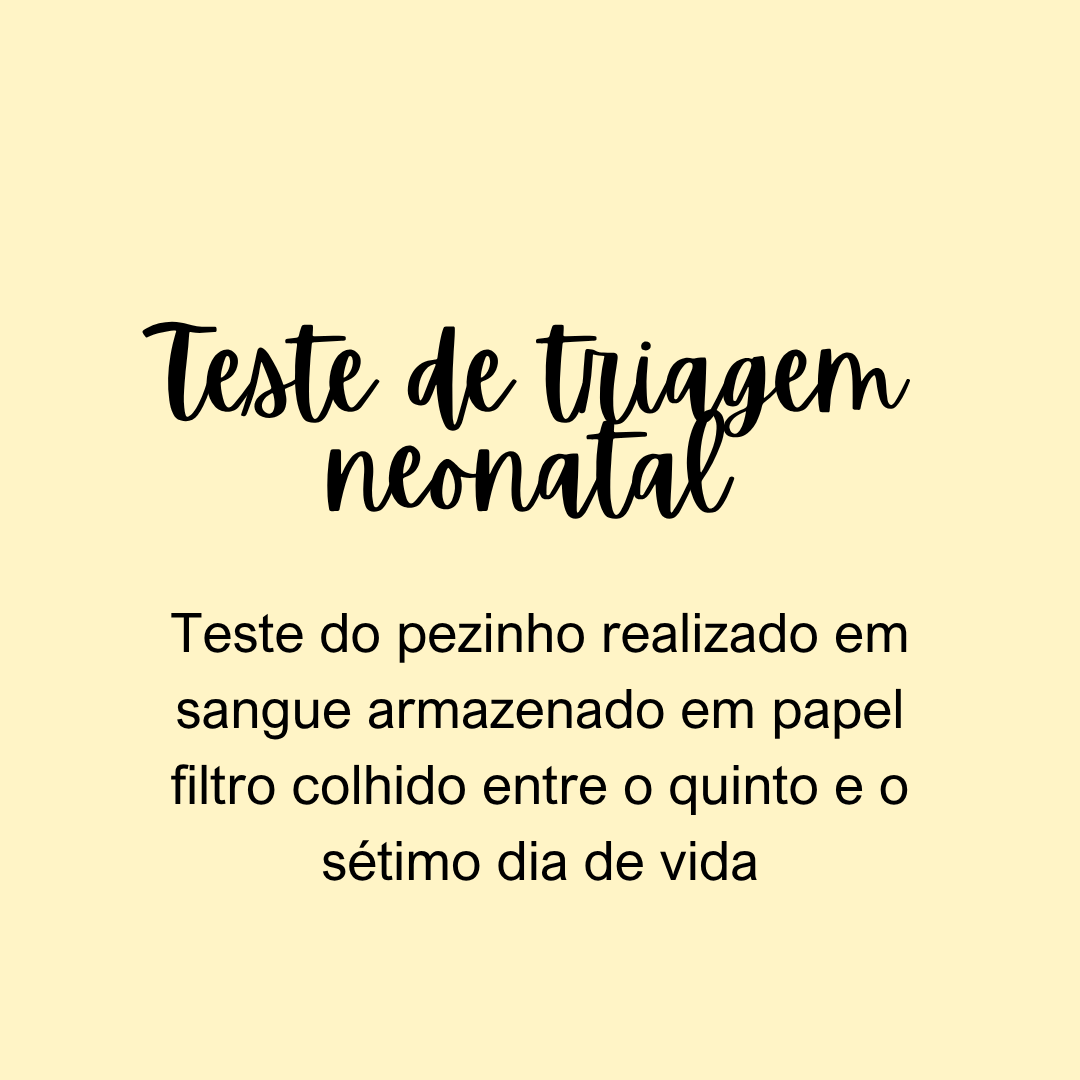 Teste de triagem
neonatal
Teste do pezinho realizado em
sangue armazenado em papel
filtro colhido entre o quinto e o
sétimo dia de vida